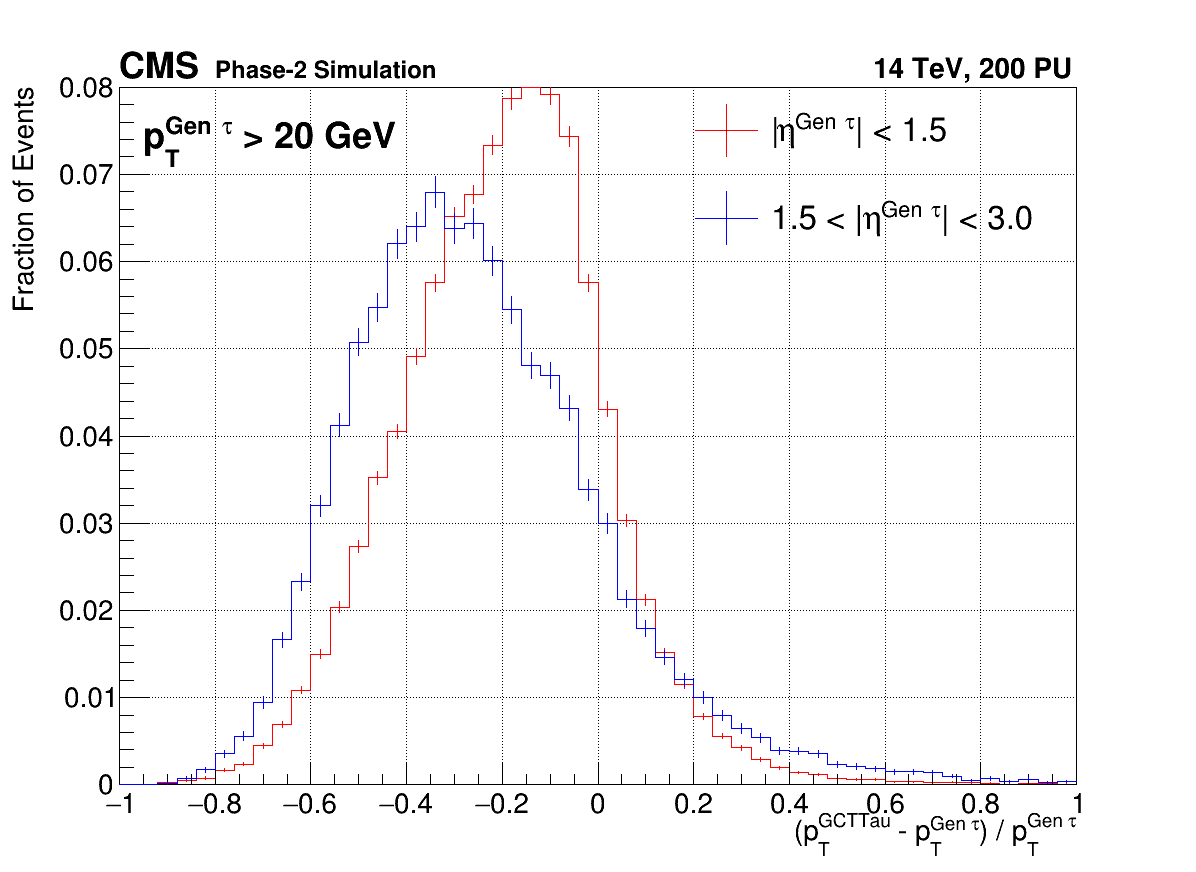 CMS Phase-2 Simulation 14 TeV, 200 PU
Fraction of Events
p_T^{Gen τ} > 20 GeV
|η^{Gen τ}| < 1.5
1.5 < |η^{Gen τ}| < 3.0
0.08
0.07
0.06
0.05
0.04
0.03
0.02
0.01
0
−1 −0.8 −0.6 −0.4 −0.2 0 0.2 0.4 0.6 0.8 1
(p_T^{GCTTau} - p_T^{Gen τ}) / p_T^{Gen τ}